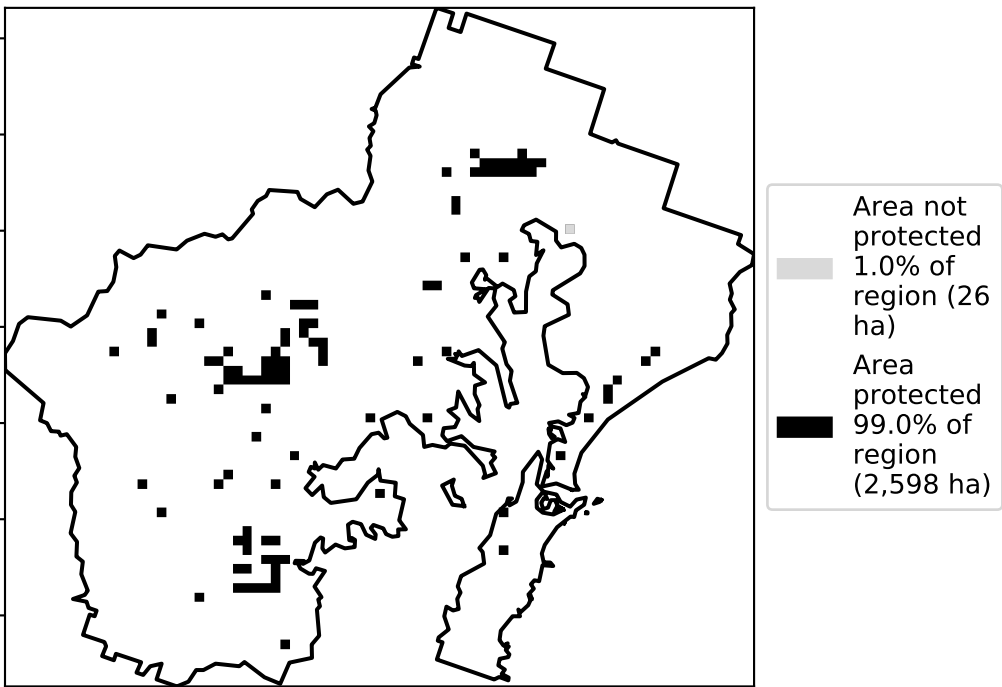 Area not
protected
1.0% of
region (26
ha)
Area
protected
99.0% of
region
(2,598 ha)